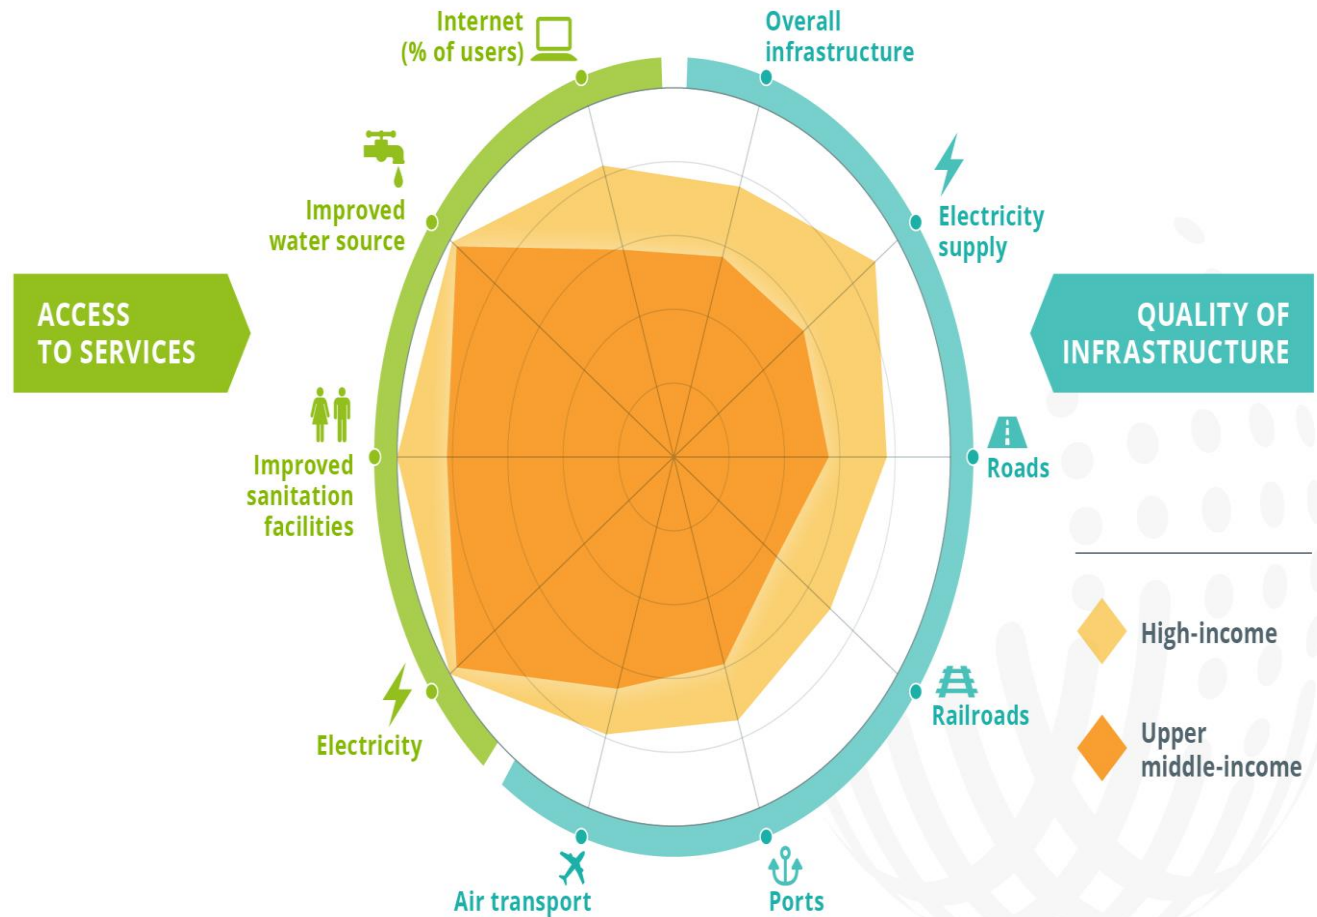 Internet
(% of users)
Overall
infrastructure
Improved
water source
Electricity
supply
ACCESS
TO SERVICES
QUALITY OF
INFRASTRUCTURE
Improved
sanitation
facilities
Roads
High-income
Railroads
Electricity
Upper
middle-income
Air transport
Ports